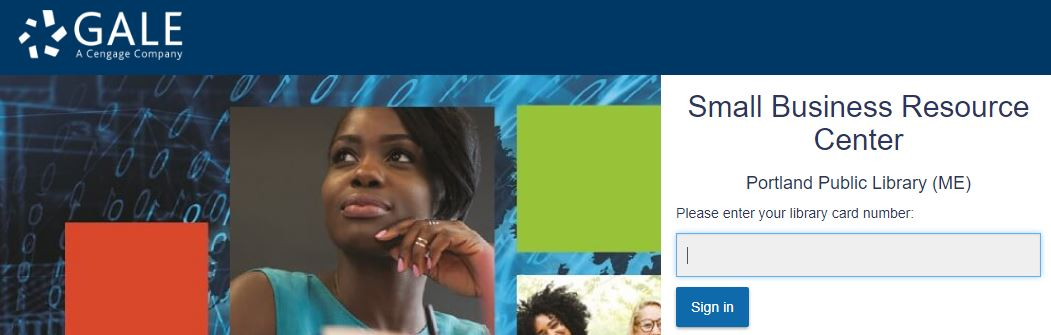 GALE
A Cengage Company
Small Business Resource
Center
Portland Public Library (ME)
Please enter your library card number:
Sign in